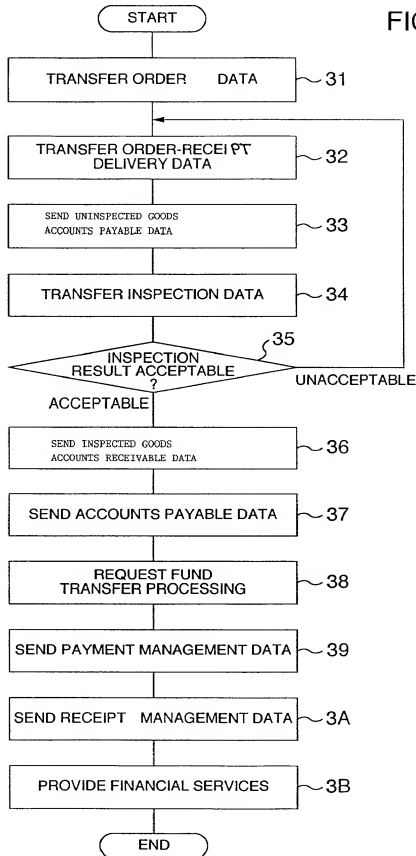 START
FIG
TRANSFER ORDER DATA
31
TRANSFER ORDER-RECEIPT
DELIVERY DATA
32
SEND UNINSPECTED GOODS
ACCOUNTS PAYABLE DATA
33
TRANSFER INSPECTION DATA
34
35
INSPECTION
RESULT ACCEPTABLE
?
UNACCEPTABLE
ACCEPTABLE
SEND INSPECTED GOODS
ACCOUNTS RECEIVABLE DATA
36
SEND ACCOUNTS PAYABLE DATA
37
REQUEST FUND
TRANSFER PROCESSING
38
SEND PAYMENT MANAGEMENT DATA
39
SEND RECEIPT MANAGEMENT DATA
3A
PROVIDE FINANCIAL SERVICES
3B
END